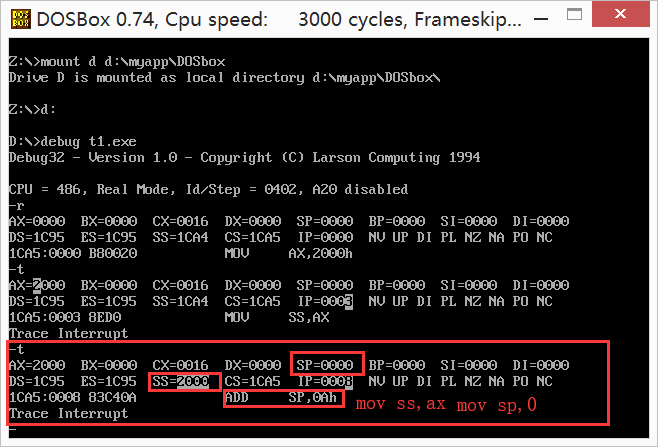 DOSBox 0.74, Cpu speed:     3000 cycles, Frameskip...
Z:\>mount d d:\myapp\DOSbox
Drive D is mounted as local directory d:\myapp\DOSbox\
Z:\>d:
D:\>debug t1.exe
Debug32 - Version 1.0 - Copyright (C) Larson Computing 1994
CPU = 486, Real Mode, Id/Step = 0402, A20 disabled
-r
AX=0000  BX=0000  CX=0016  DX=0000  SP=0000  BP=0000  SI=0000  DI=0000
DS=1C95  ES=1C95  SS=1CA4  CS=1CA5  IP=0000  NV UP DI PL NZ NA PO NC
1CA5:0000 B80020            MOV     AX,2000h
-t
AX=2000  BX=0000  CX=0016  DX=0000  SP=0000  BP=0000  SI=0000  DI=0000
DS=1C95  ES=1C95  SS=1CA4  CS=1CA5  IP=0003  NV UP DI PL NZ NA PO NC
1CA5:0003 8ED0              MOV     SS,AX
Trace Interrupt
-t
AX=2000  BX=0000  CX=0016  DX=0000  SP=0000  BP=0000  SI=0000  DI=0000
DS=1C95  ES=1C95  SS=2000  CS=1CA5  IP=0008  NV UP DI PL NZ NA PO NC
1CA5:0008 83C40A            ADD     SP,0Ah  mov ss,ax mov sp,0
Trace Interrupt
-
DOS
BOX